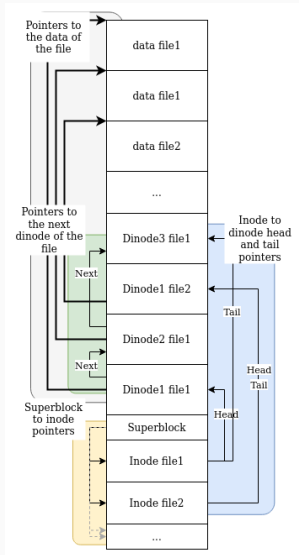 Pointers to
the data of
the file
data file1
data file1
data file2
...
Pointers to
the next
dinode of the
file
Dinode3 file1
Inode to
dinode head
and tail
pointers
Next
Dinode1 file2
Tail
Dinode2 file1
Next
Head
Tail
Dinode1 file1
Head
Superblock
to inode
pointers
Superblock
Inode file1
Inode file2
...